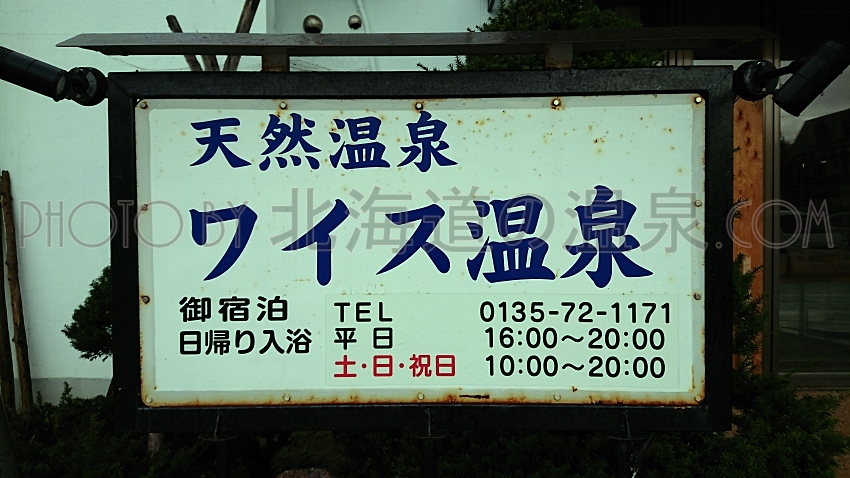 天然温泉
ワイス温泉
PHOTO BY 北海道の温泉.COM
御宿泊
日帰り入浴
TEL 0135-72-1171
平日 16:00～20:00
土・日・祝日 10:00～20:00